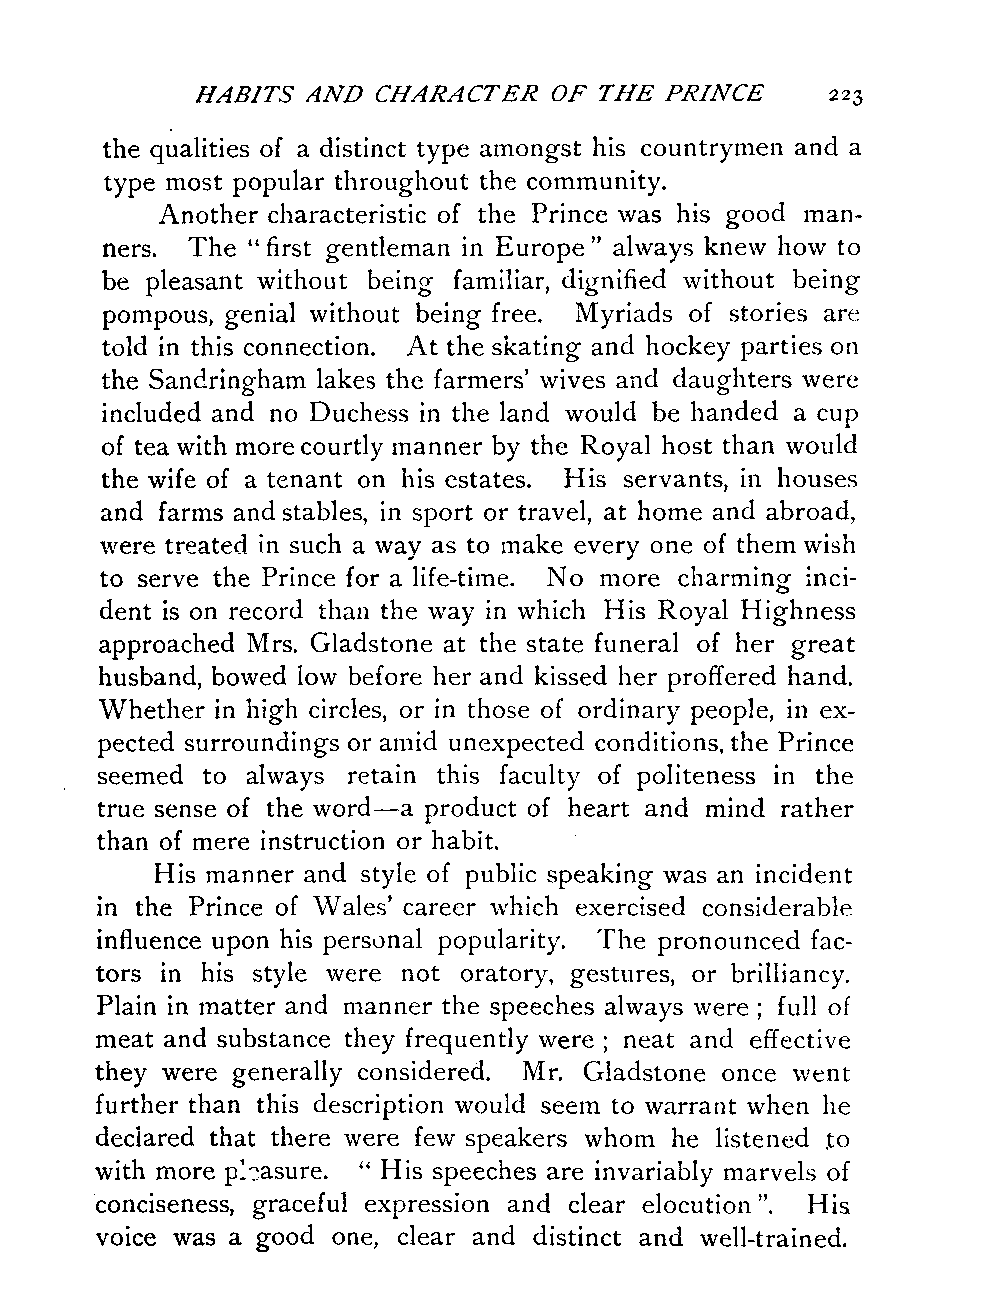 HABITS AND CHARACTER OF THE PRINCE 223
the qualities of a distinct type amongst his countrymen and a
type most popular throughout the community.
Another characteristic of the Prince was his good man-
ners. The "first gentleman in Europe" always knew how to
be pleasant without being familiar, dignified without being
pompous, genial without being free. Myriads of stories are
told in this connection. At the skating and hockey parties on
the Sandringham lakes the farmers' wives and daughters were
included and no Duchess in the land would be handed a cup
of tea with more courtly manner by the Royal host than would
the wife of a tenant on his estates. His servants, in houses
and farms and stables, in sport or travel, at home and abroad,
were treated in such a way as to make every one of them wish
to serve the Prince for a life-time. No more charming inci-
dent is on record than the way in which His Royal Highness
approached Mrs. Gladstone at the state funeral of her great
husband, bowed low before her and kissed her proffered hand.
Whether in high circles, or in those of ordinary people, in ex-
pected surroundings or amid unexpected conditions, the Prince
seemed to always retain this faculty of politeness in the
true sense of the word—a product of heart and mind rather
than of mere instruction or habit.
His manner and style of public speaking was an incident
in the Prince of Wales' career which exercised considerable
influence upon his personal popularity. The pronounced fac-
tors in his style were not oratory, gestures, or brilliancy.
Plain in matter and manner the speeches always were; full of
meat and substance they frequently were; neat and effective
they were generally considered. Mr. Gladstone once went
further than this description would seem to warrant when he
declared that there were few speakers whom he listened to
with more pleasure. "His speeches are invariably marvels of
conciseness, graceful expression and clear elocution". His
voice was a good one, clear and distinct and well-trained.